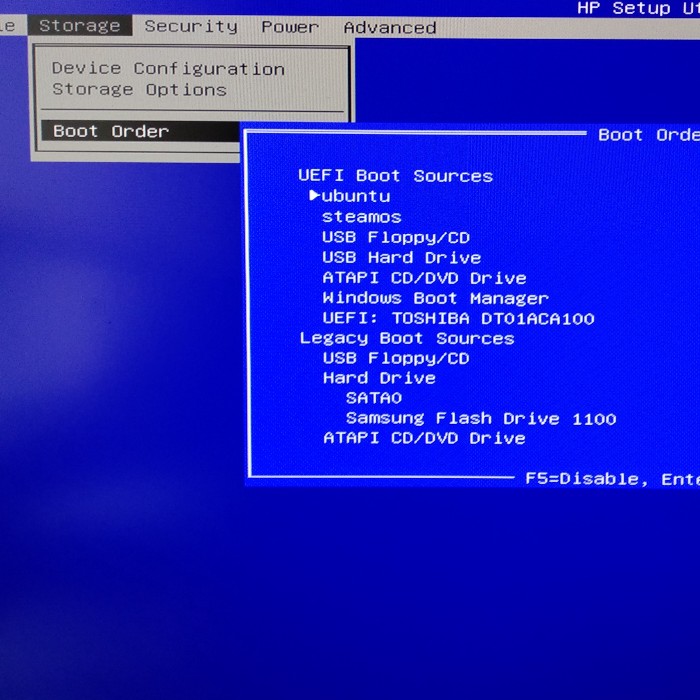 HP Setup Ut
le Storage Security Power Advanced
Device Configuration
Storage Options
Boot Order
Boot Orde
UEFI Boot Sources
ubuntu
steamos
USB Floppy/CD
USB Hard Drive
ATAPI CD/DVD Drive
Windows Boot Manager
UEFI: TOSHIBA DT01ACA100
Legacy Boot Sources
USB Floppy/CD
Hard Drive
SATA0
Samsung Flash Drive 1100
ATAPI CD/DVD Drive
F5=Disable, Ente